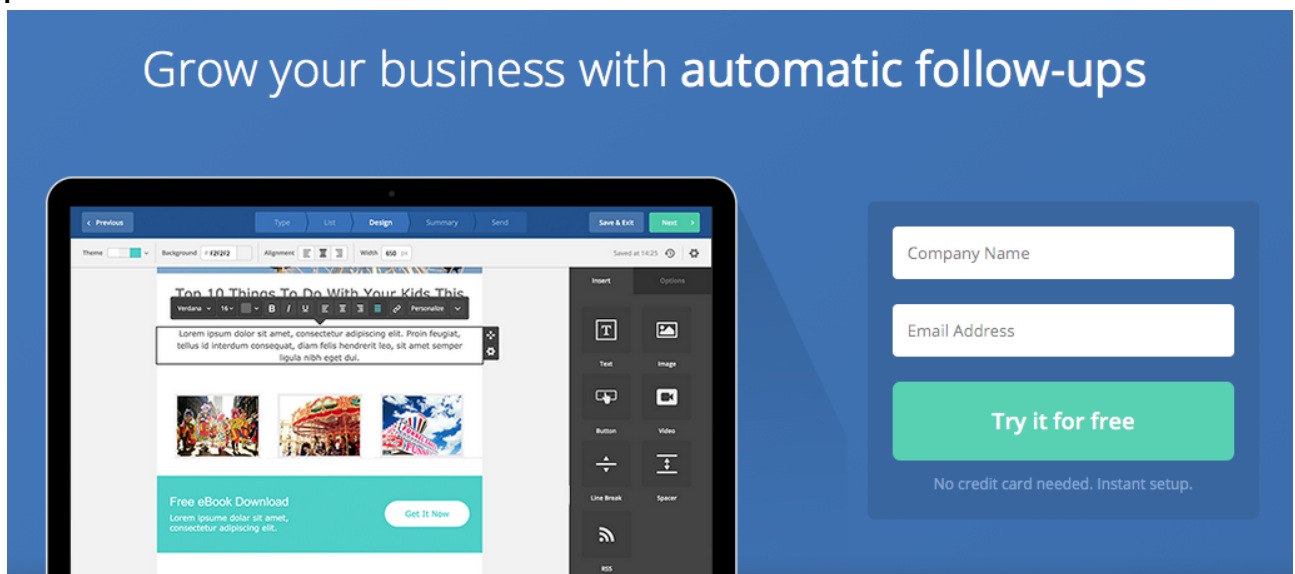 Grow your business with automatic follow-ups
Previous
Type List Design Summary Send
Save & Exit
Next
Theme
Background # F2F2F2
Alignment
Width 650 px
Saved at 14:25
Top 10 Things To Do With Your Kids This
Verdana 16 B I U Personalize
Lorem ipsum dolor sit amet, consectetur adipiscing elit. Proin feugiat,
tellus id interdum consequat, diam felis hendrerit leo, sit amet semper
ligula nibh eget dui.
Free eBook Download
Lorem ipsume dolar sit amet,
consectetur adipiscing elit.
Get It Now
Insert Options
T
Text Image
Button Video
Line Break Spacer
RSS
Company Name
Email Address
Try it for free
No credit card needed. Instant setup.